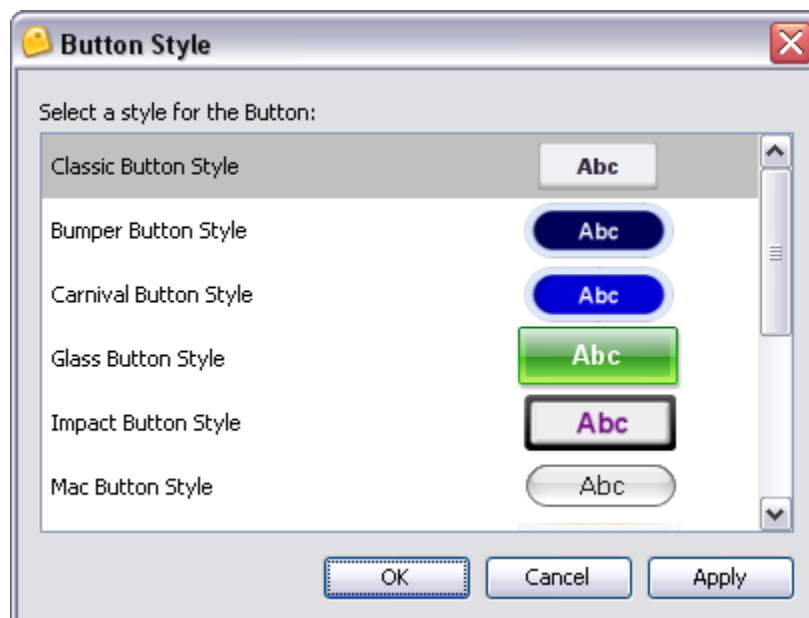 Button Style
Select a style for the Button:
Classic Button Style Abc
Bumper Button Style Abc
Carnival Button Style Abc
Glass Button Style Abc
Impact Button Style Abc
Mac Button Style Abc
OK Cancel Apply